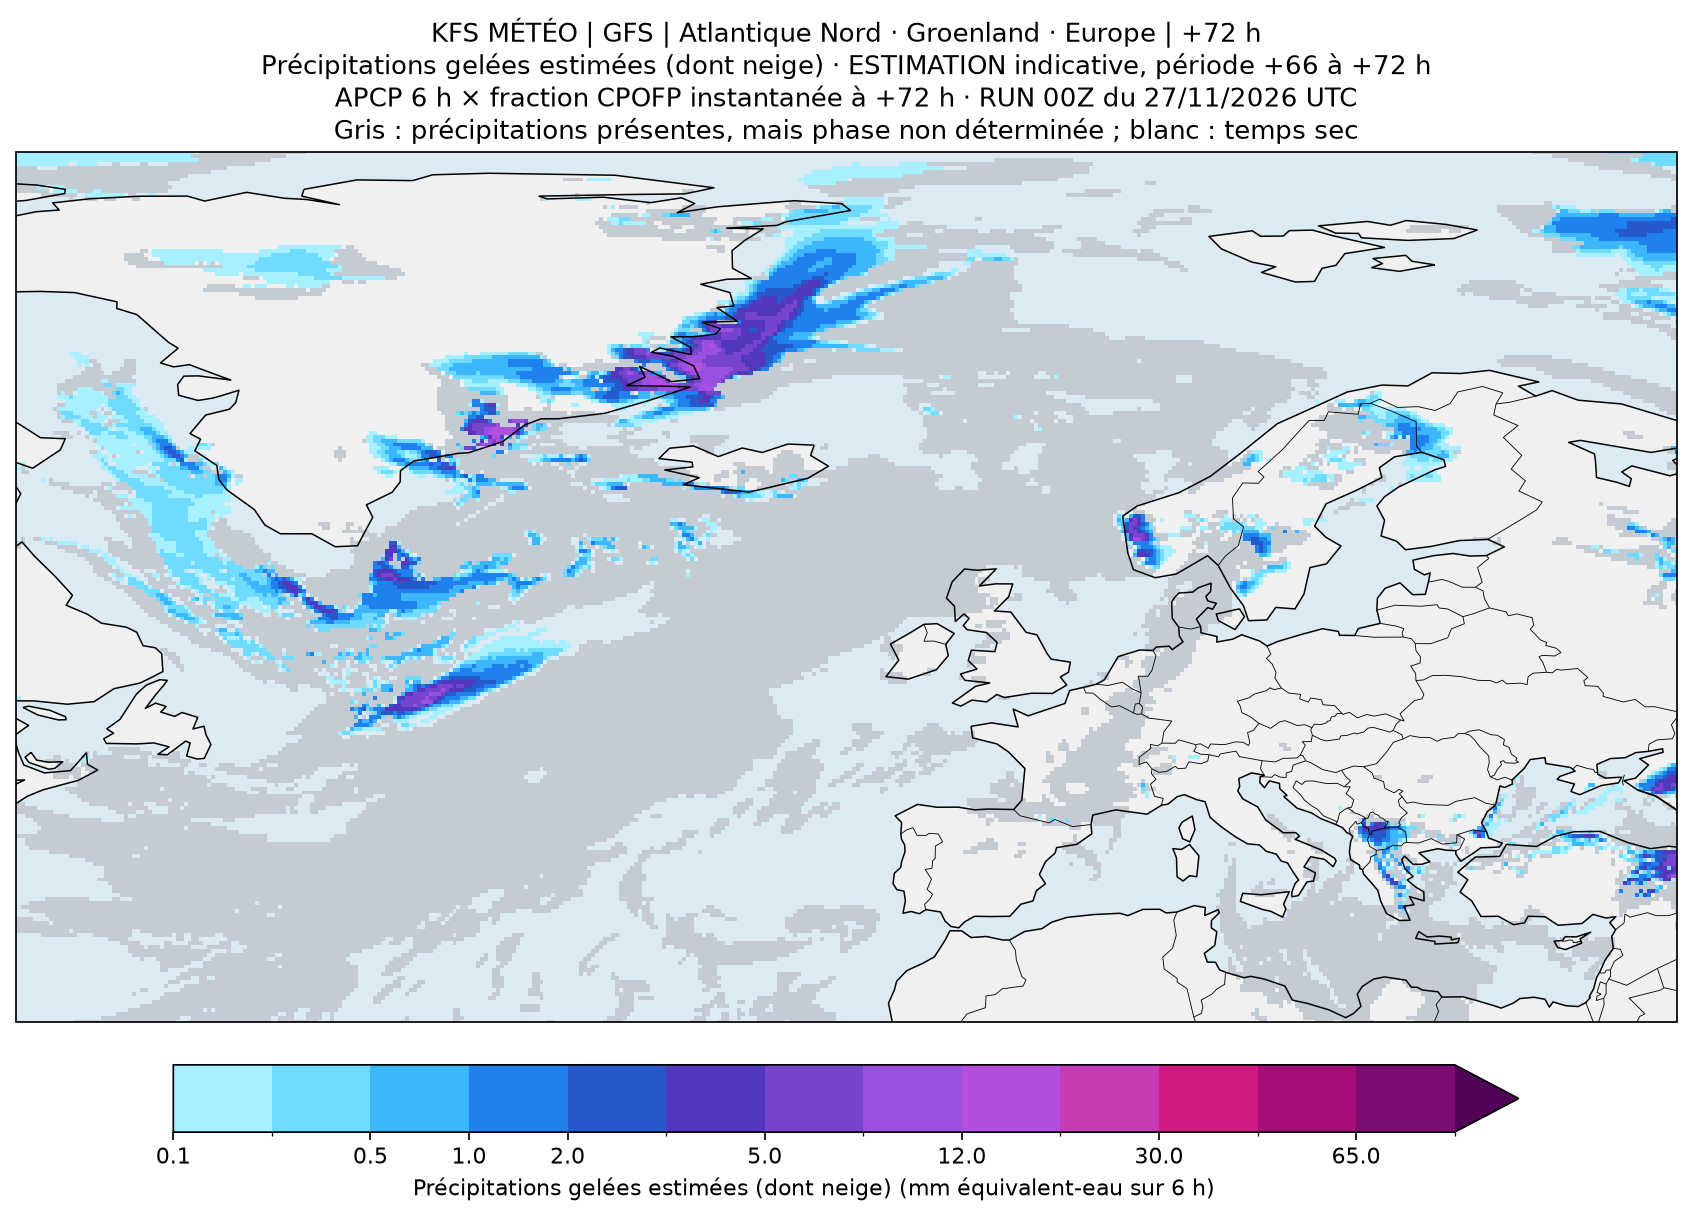 KFS MÉTÉO | GFS | Atlantique Nord · Groenland · Europe | +72 h
Précipitations gelées estimées (dont neige) · ESTIMATION indicative, période +66 à +72 h
APCP 6 h × fraction CPOFP instantanée à +72 h · RUN 00Z du 27/11/2026 UTC
Gris : précipitations présentes, mais phase non déterminée ; blanc : temps sec
0.1 0.5 1.0 2.0 5.0 12.0 30.0 65.0
Précipitations gelées estimées (dont neige) (mm équivalent-eau sur 6 h)